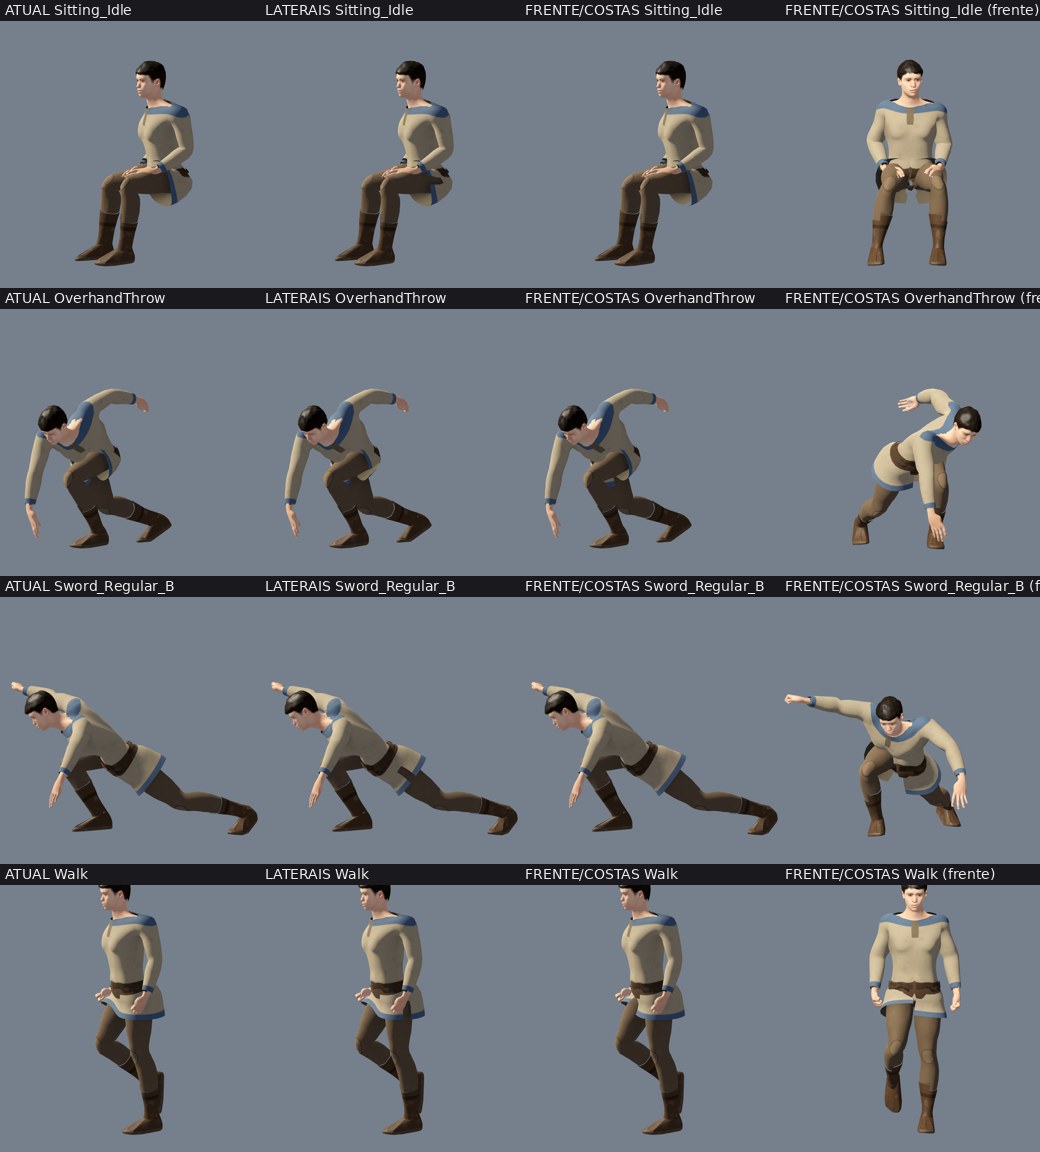 ATUAL Sitting_Idle
LATERAIS Sitting_Idle
FRENTE/COSTAS Sitting_Idle
FRENTE/COSTAS Sitting_Idle (frente)
ATUAL OverhandThrow
LATERAIS OverhandThrow
FRENTE/COSTAS OverhandThrow
FRENTE/COSTAS OverhandThrow (fre
ATUAL Sword_Regular_B
LATERAIS Sword_Regular_B
FRENTE/COSTAS Sword_Regular_B
FRENTE/COSTAS Sword_Regular_B (f
ATUAL Walk
LATERAIS Walk
FRENTE/COSTAS Walk
FRENTE/COSTAS Walk (frente)